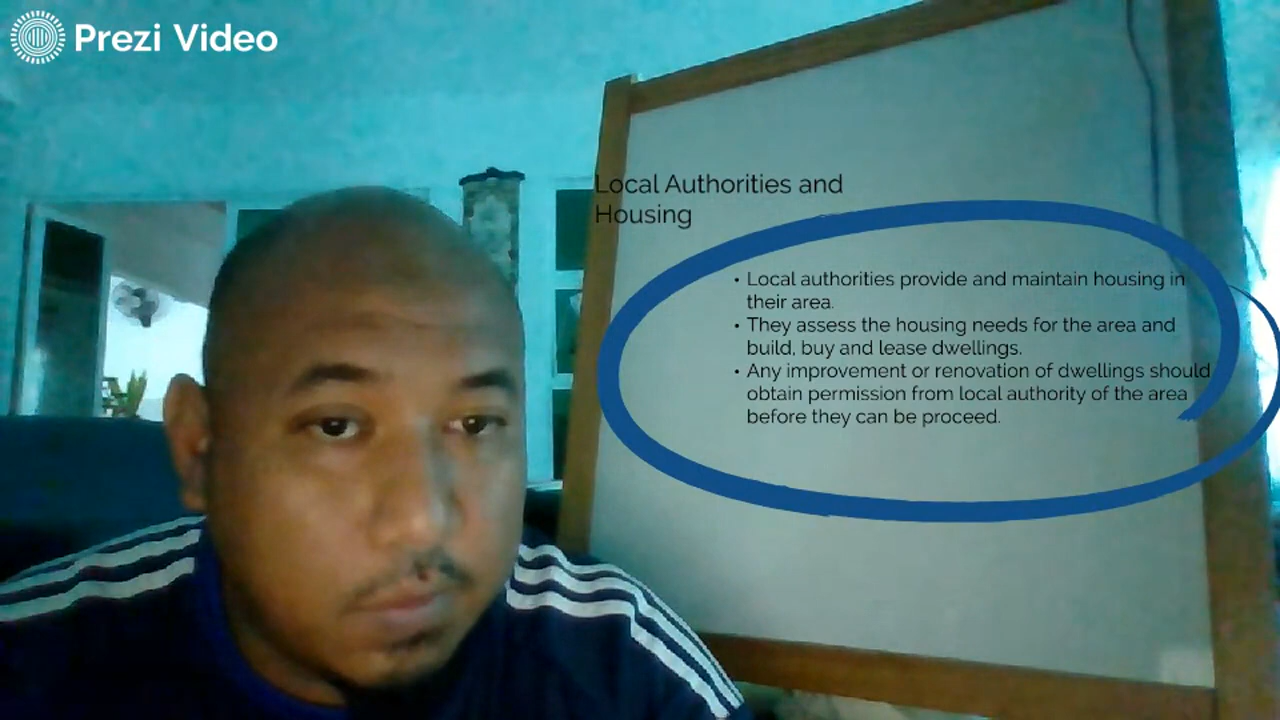 Prezi Video
Local Authorities and
Housing
• Local authorities provide and maintain housing in
their area.
• They assess the housing needs for the area and
build, buy and lease dwellings.
• Any improvement or renovation of dwellings should
obtain permission from local authority of the area
before they can be proceed.